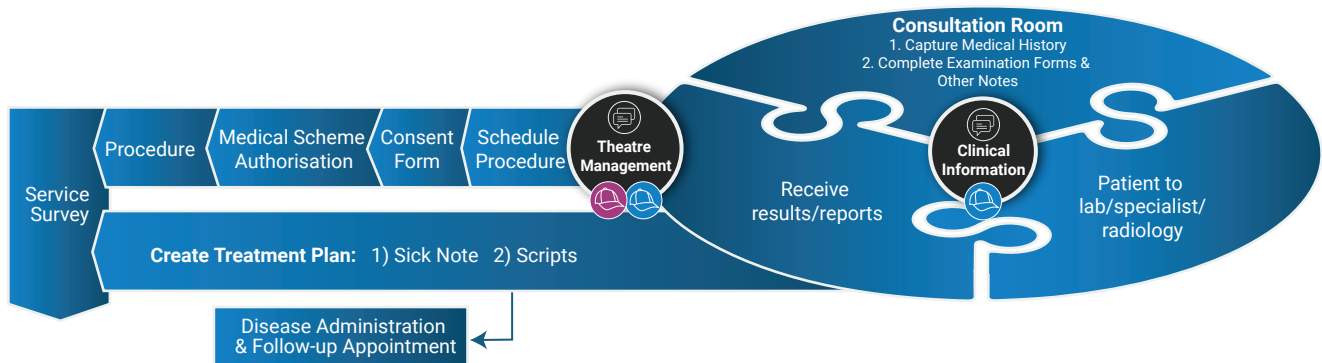 Consultation Room
1. Capture Medical History
2. Complete Examination Forms &
Other Notes
Procedure
Medical Scheme
Authorisation
Consent
Form
Schedule
Procedure
Theatre
Management
Clinical
Information
Service
Survey
Receive
results/reports
Patient to
lab/specialist/
radiology
Create Treatment Plan: 1) Sick Note 2) Scripts
Disease Administration
& Follow-up Appointment